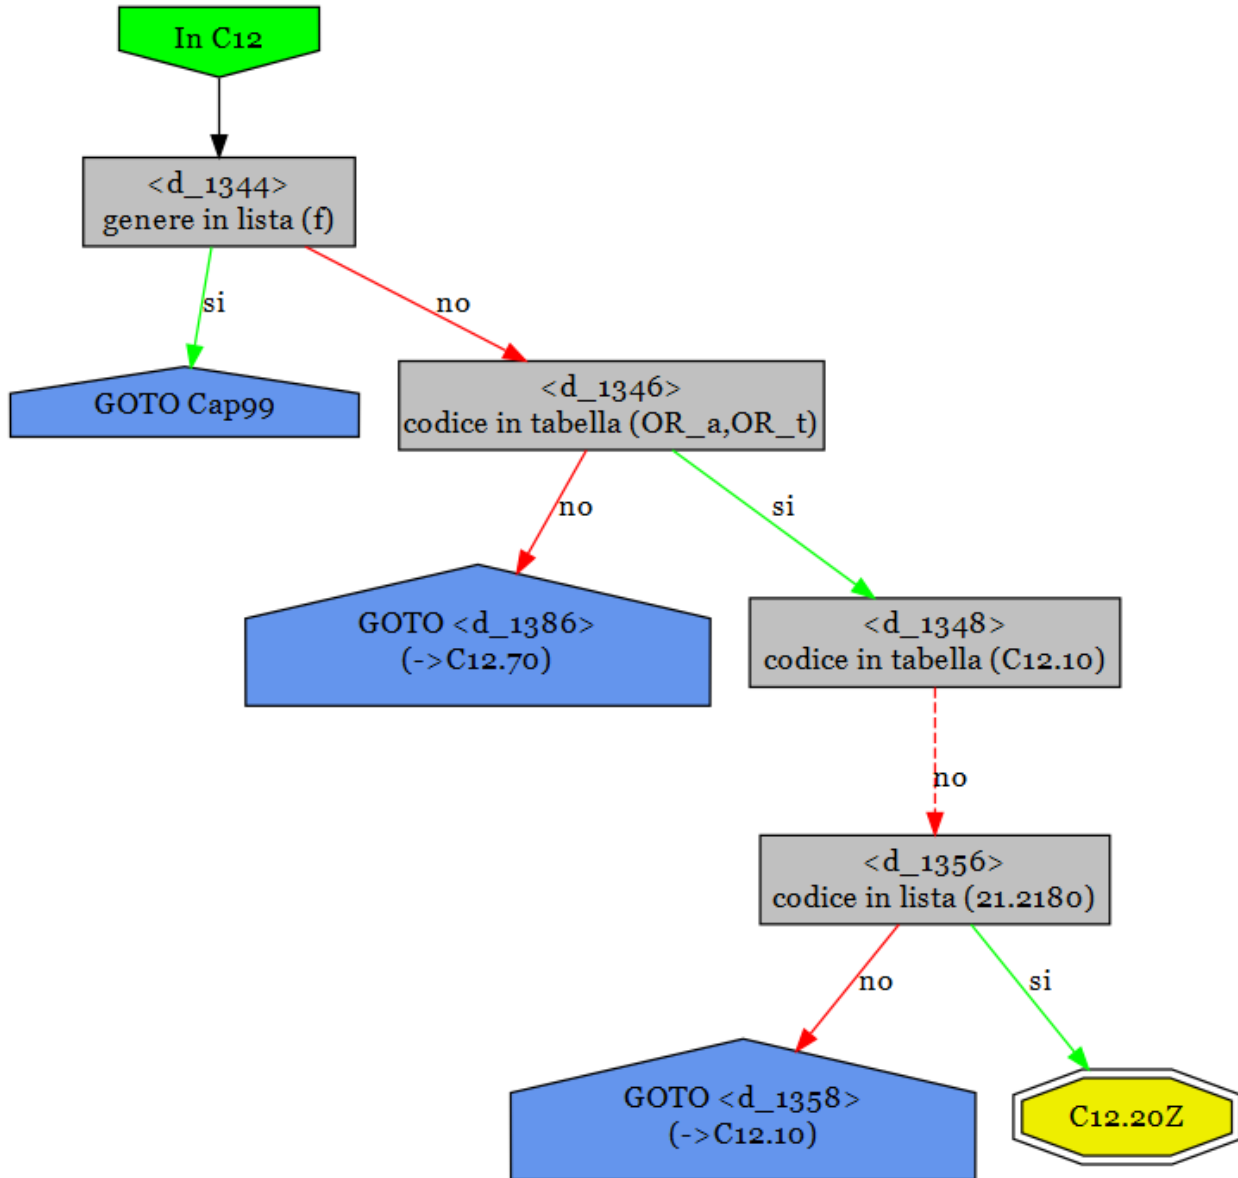 In C12
<d_1344>
genere in lista (f)
si
no
GOTO Cap99
<d_1346>
codice in tabella (OR_a,OR_t)
no
si
GOTO <d_1386>
(->C12.70)
<d_1348>
codice in tabella (C12.10)
no
<d_1356>
codice in lista (21.2180)
no
si
GOTO <d_1358>
(->C12.10)
C12.20Z